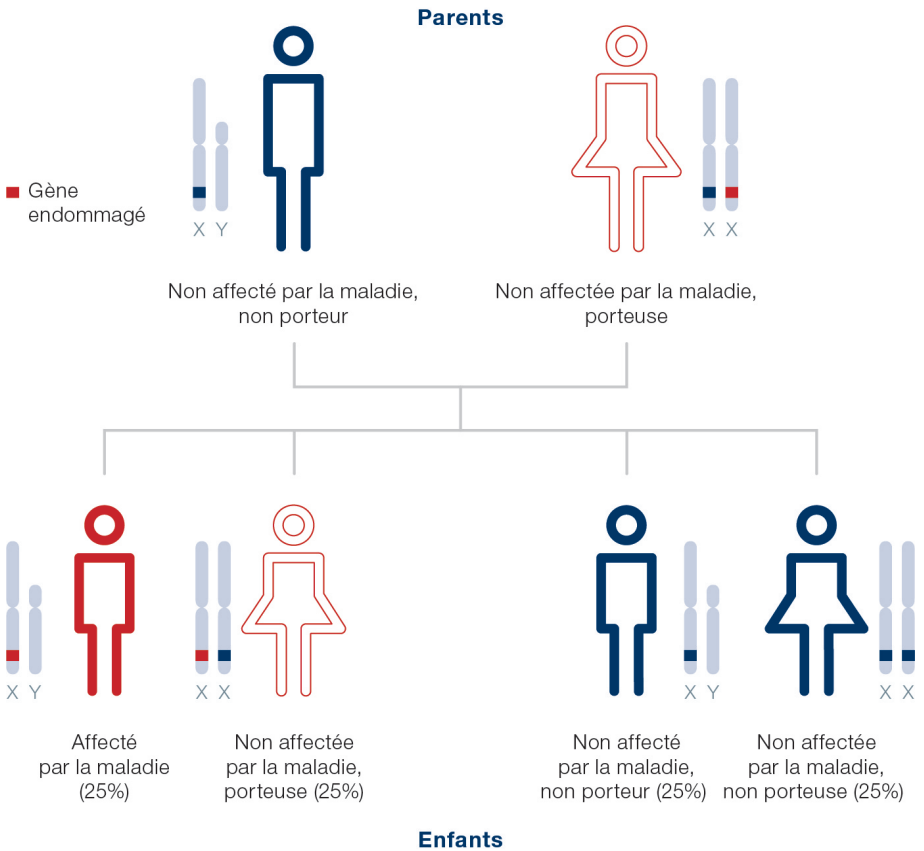 Parents
Gène
endommagé
X Y
X X
Non affecté par la maladie,
non porteur
Non affectée par la maladie,
porteuse
X Y
X X
X Y
X X
Affecté
par la maladie
(25%)
Non affectée
par la maladie,
porteuse (25%)
Non affecté
par la maladie,
non porteur (25%)
Non affectée
par la maladie,
non porteuse (25%)
Enfants